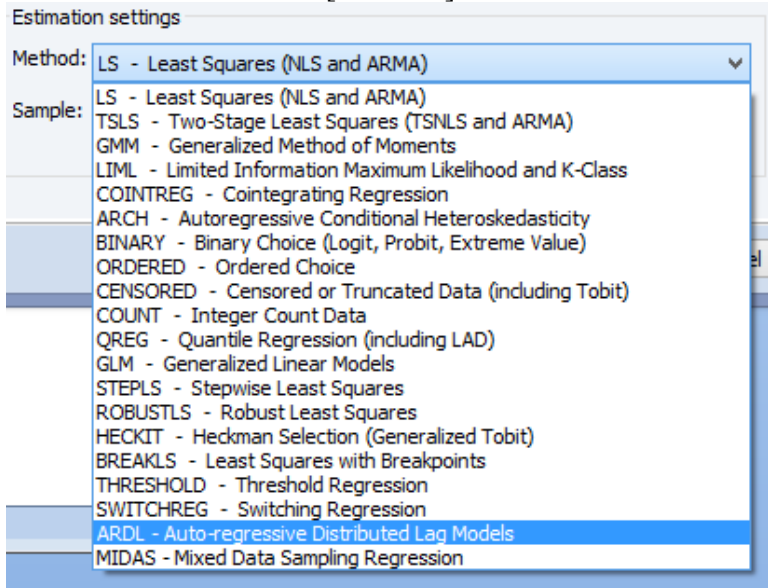 Estimation settings
Method: LS - Least Squares (NLS and ARMA)
Sample:
LS - Least Squares (NLS and ARMA)
TSLS - Two-Stage Least Squares (TSNLS and ARMA)
GMM - Generalized Method of Moments
LIML - Limited Information Maximum Likelihood and K-Class
COINTREG - Cointegrating Regression
ARCH - Autoregressive Conditional Heteroskedasticity
BINARY - Binary Choice (Logit, Probit, Extreme Value)
ORDERED - Ordered Choice
CENSORED - Censored or Truncated Data (including Tobit)
COUNT - Integer Count Data
QREG - Quantile Regression (including LAD)
GLM - Generalized Linear Models
STEPLS - Stepwise Least Squares
ROBUSTLS - Robust Least Squares
HECKIT - Heckman Selection (Generalized Tobit)
BREAKLS - Least Squares with Breakpoints
THRESHOLD - Threshold Regression
SWITCHREG - Switching Regression
ARDL - Auto-regressive Distributed Lag Models
MIDAS - Mixed Data Sampling Regression